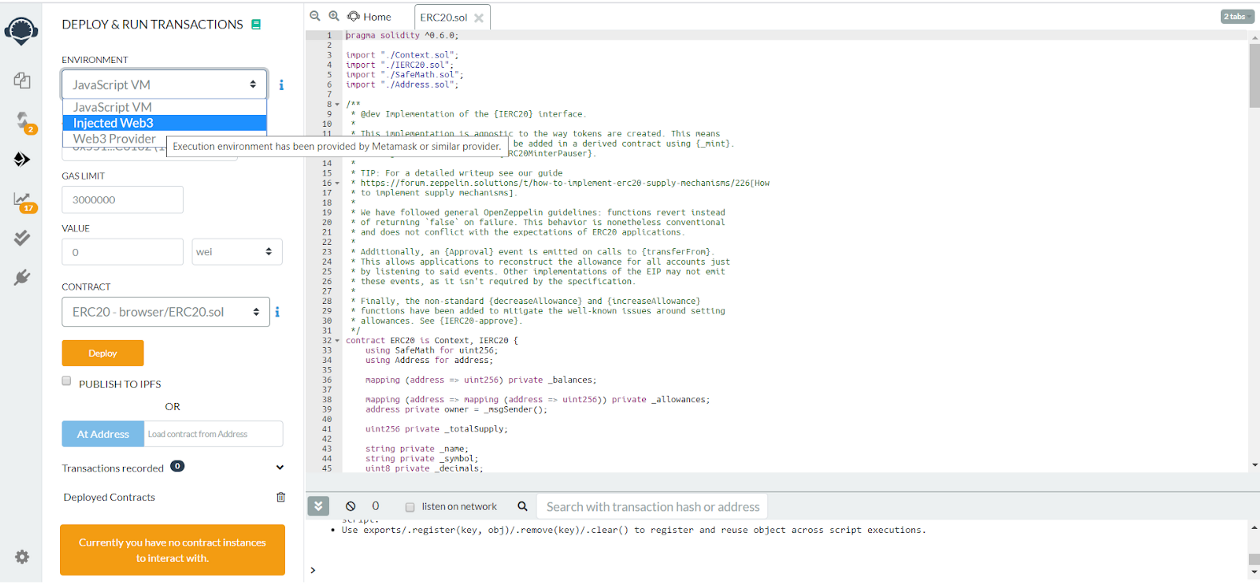 DEPLOY & RUN TRANSACTIONS
ENVIRONMENT
JavaScript VM
JavaScript VM
Injected Web3
Web3 Provider
Execution environment has been provided by Metamask or similar provider.
GAS LIMIT
3000000
VALUE
0
wei
CONTRACT
ERC20 - browser/ERC20.sol
Deploy
PUBLISH TO IPFS
OR
At Address
Load contract from Address
Transactions recorded 0
Deployed Contracts
Currently you have no contract instances
to interact with.
2
17
Home
ERC20.sol
2 tabs
1 pragma solidity ^0.6.0;
2
3 import "./Context.sol";
4 import "./IERC20.sol";
5 import "./SafeMath.sol";
6 import "./Address.sol";
7
8 /**
9 * @dev Implementation of the {IERC20} interface.
10 *
11 * This implementation is agnostic to the way tokens are created. This means
be added in a derived contract using {_mint}.
RC20MinterPauser}.
14 *
15 * TIP: For a detailed writeup see our guide
16 * https://forum.zeppelin.solutions/t/how-to-implement-erc20-supply-mechanisms/226[How
17 * to implement supply mechanisms].
18 *
19 * We have followed general OpenZeppelin guidelines: functions revert instead
20 * of returning `false` on failure. This behavior is nonetheless conventional
21 * and does not conflict with the expectations of ERC20 applications.
22 *
23 * Additionally, an {Approval} event is emitted on calls to {transferFrom}.
24 * This allows applications to reconstruct the allowance for all accounts just
25 * by listening to said events. Other implementations of the EIP may not emit
26 * these events, as it isn't required by the specification.
27 *
28 * Finally, the non-standard {decreaseAllowance} and {increaseAllowance}
29 * functions have been added to mitigate the well-known issues around setting
30 * allowances. See {IERC20-approve}.
31 */
32 contract ERC20 is Context, IERC20 {
33 using SafeMath for uint256;
34 using Address for address;
35
36 mapping (address => uint256) private _balances;
37
38 mapping (address => mapping (address => uint256)) private _allowances;
39 address private owner = _msgSender();
40
41 uint256 private _totalSupply;
42
43 string private _name;
44 string private _symbol;
45 uint8 private _decimals;
0
listen on network
Search with transaction hash or address
script.
• Use exports/.register(key, obj)/.remove(key)/.clear() to register and reuse object across script executions.
>